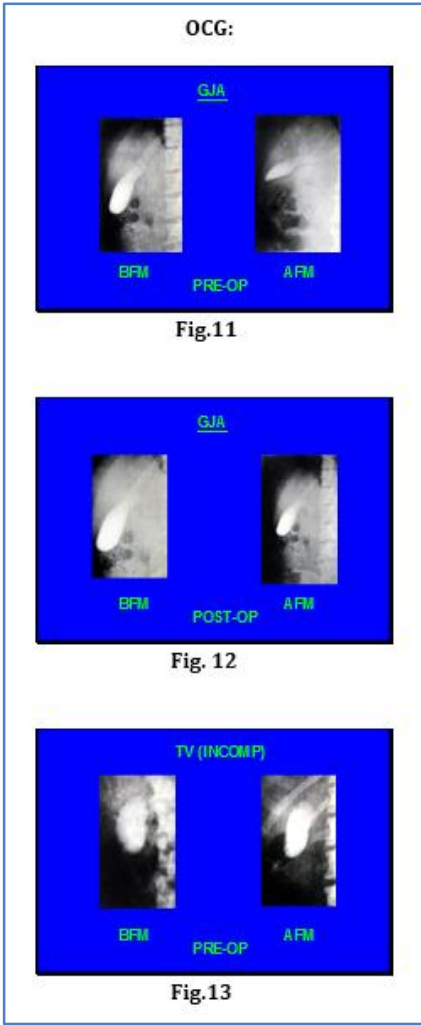 OCG:
GJA
BFM AFM
PRE-OP
Fig.11
GJA
BFM AFM
POST-OP
Fig. 12
TV (INCOMP)
BFM AFM
PRE-OP
Fig.13